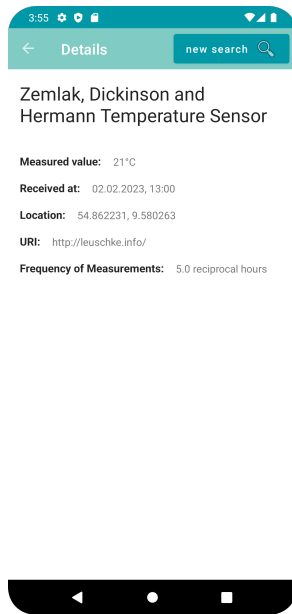 3:55
Details
new search
Zemlak, Dickinson and
Hermann Temperature Sensor
Measured value: 21°C
Received at: 02.02.2023, 13:00
Location: 54.862231, 9.580263
URI: http://leuschke.info/
Frequency of Measurements: 5.0 reciprocal hours